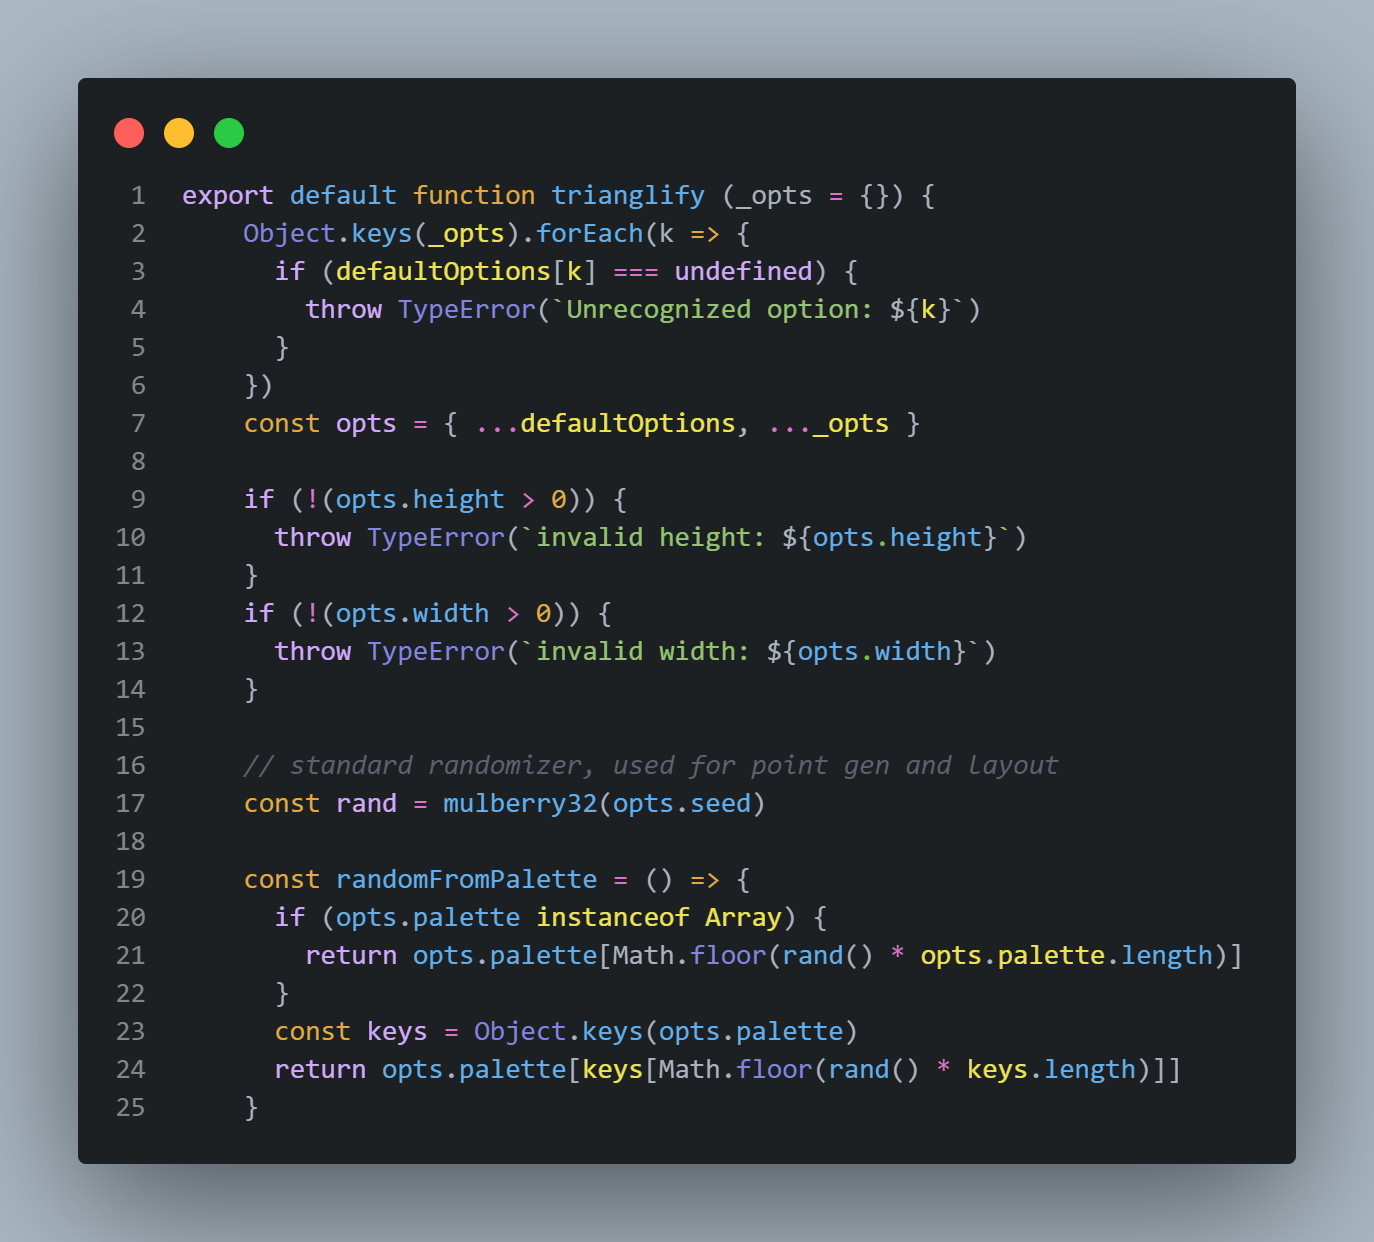 1 export default function trianglify (_opts = {}) {
2 Object.keys(_opts).forEach(k => {
3 if (defaultOptions[k] === undefined) {
4 throw TypeError(`Unrecognized option: ${k}`)
5 }
6 })
7 const opts = { ...defaultOptions, ..._opts }
8
9 if (!(opts.height > 0)) {
10 throw TypeError(`invalid height: ${opts.height}`)
11 }
12 if (!(opts.width > 0)) {
13 throw TypeError(`invalid width: ${opts.width}`)
14 }
15
16 // standard randomizer, used for point gen and layout
17 const rand = mulberry32(opts.seed)
18
19 const randomFromPalette = () => {
20 if (opts.palette instanceof Array) {
21 return opts.palette[Math.floor(rand() * opts.palette.length)]
22 }
23 const keys = Object.keys(opts.palette)
24 return opts.palette[keys[Math.floor(rand() * keys.length)]]
25 }